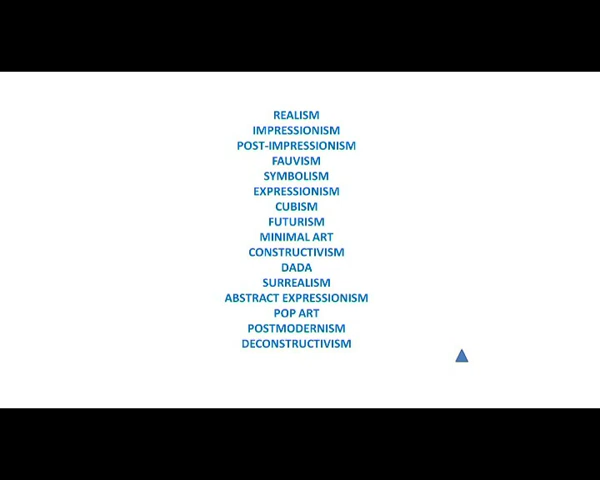 REALISM
IMPRESSIONISM
POST-IMPRESSIONISM
FAUVISM
SYMBOLISM
EXPRESSIONISM
CUBISM
FUTURISM
MINIMAL ART
CONSTRUCTIVISM
DADA
SURREALISM
ABSTRACT EXPRESSIONISM
POP ART
POSTMODERNISM
DECONSTRUCTIVISM